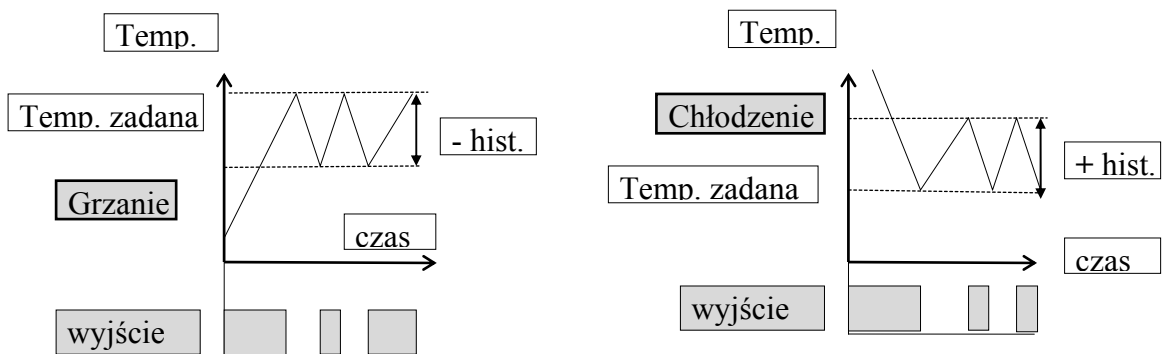 Temp.
Temp. zadana
- hist.
Grzanie
czas
wyjście
Temp.
Chłodzenie
+ hist.
Temp. zadana
czas
wyjście